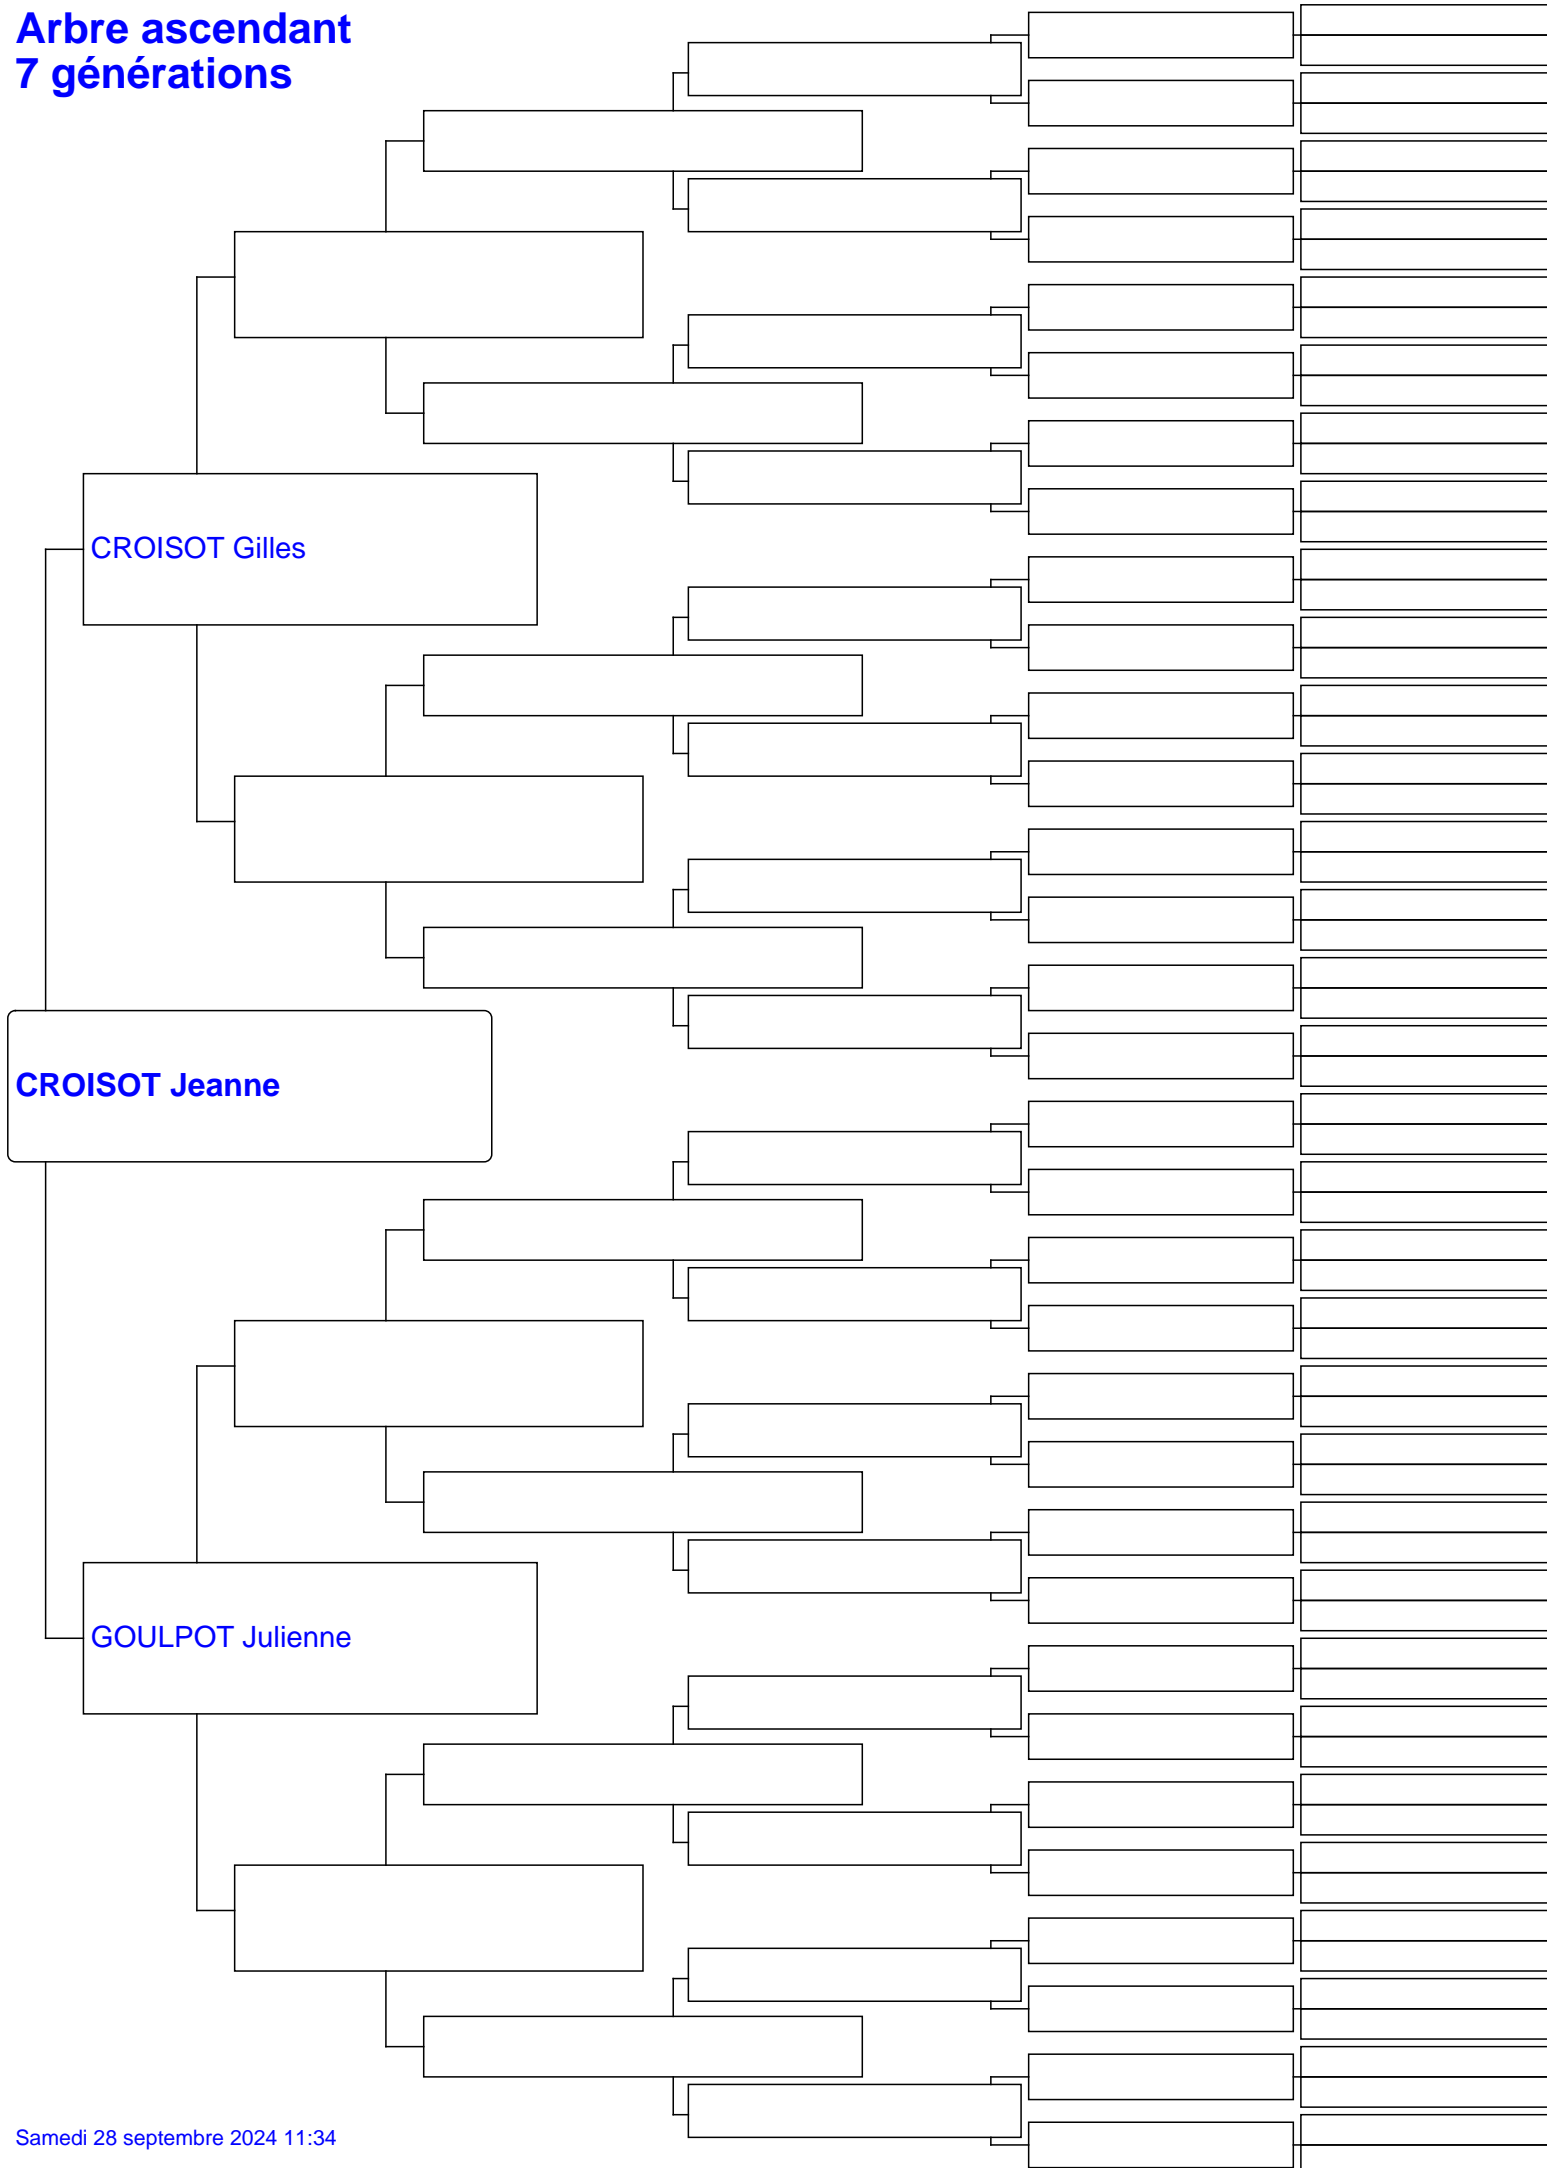 Arbre ascendant
7 générations
CROISOT Gilles
CROISOT Jeanne
GOULPOT Julienne
Samedi 28 septembre 2024 11:34